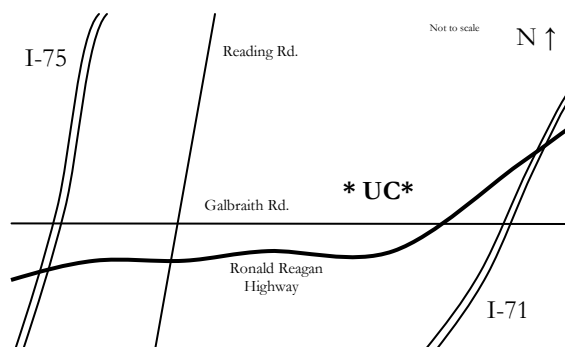 Not to scale
N ↑
I-75
Reading Rd.
* UC*
Galbraith Rd.
Ronald Reagan
Highway
I-71